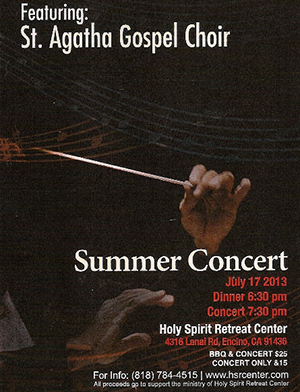 Featuring:
St. Agatha Gospel Choir
Summer Concert
July 17 2013
Dinner 6:30 pm
Concert 7:30 pm
Holy Spirit Retreat Center
4316 Lanai Rd, Encino, CA 91436
BBQ & CONCERT $25
CONCERT ONLY &15
For Info: (818) 784-4515 | www.hsrcenter.com
All proceeds go to support the ministry of Holy Spirit Retreat Center